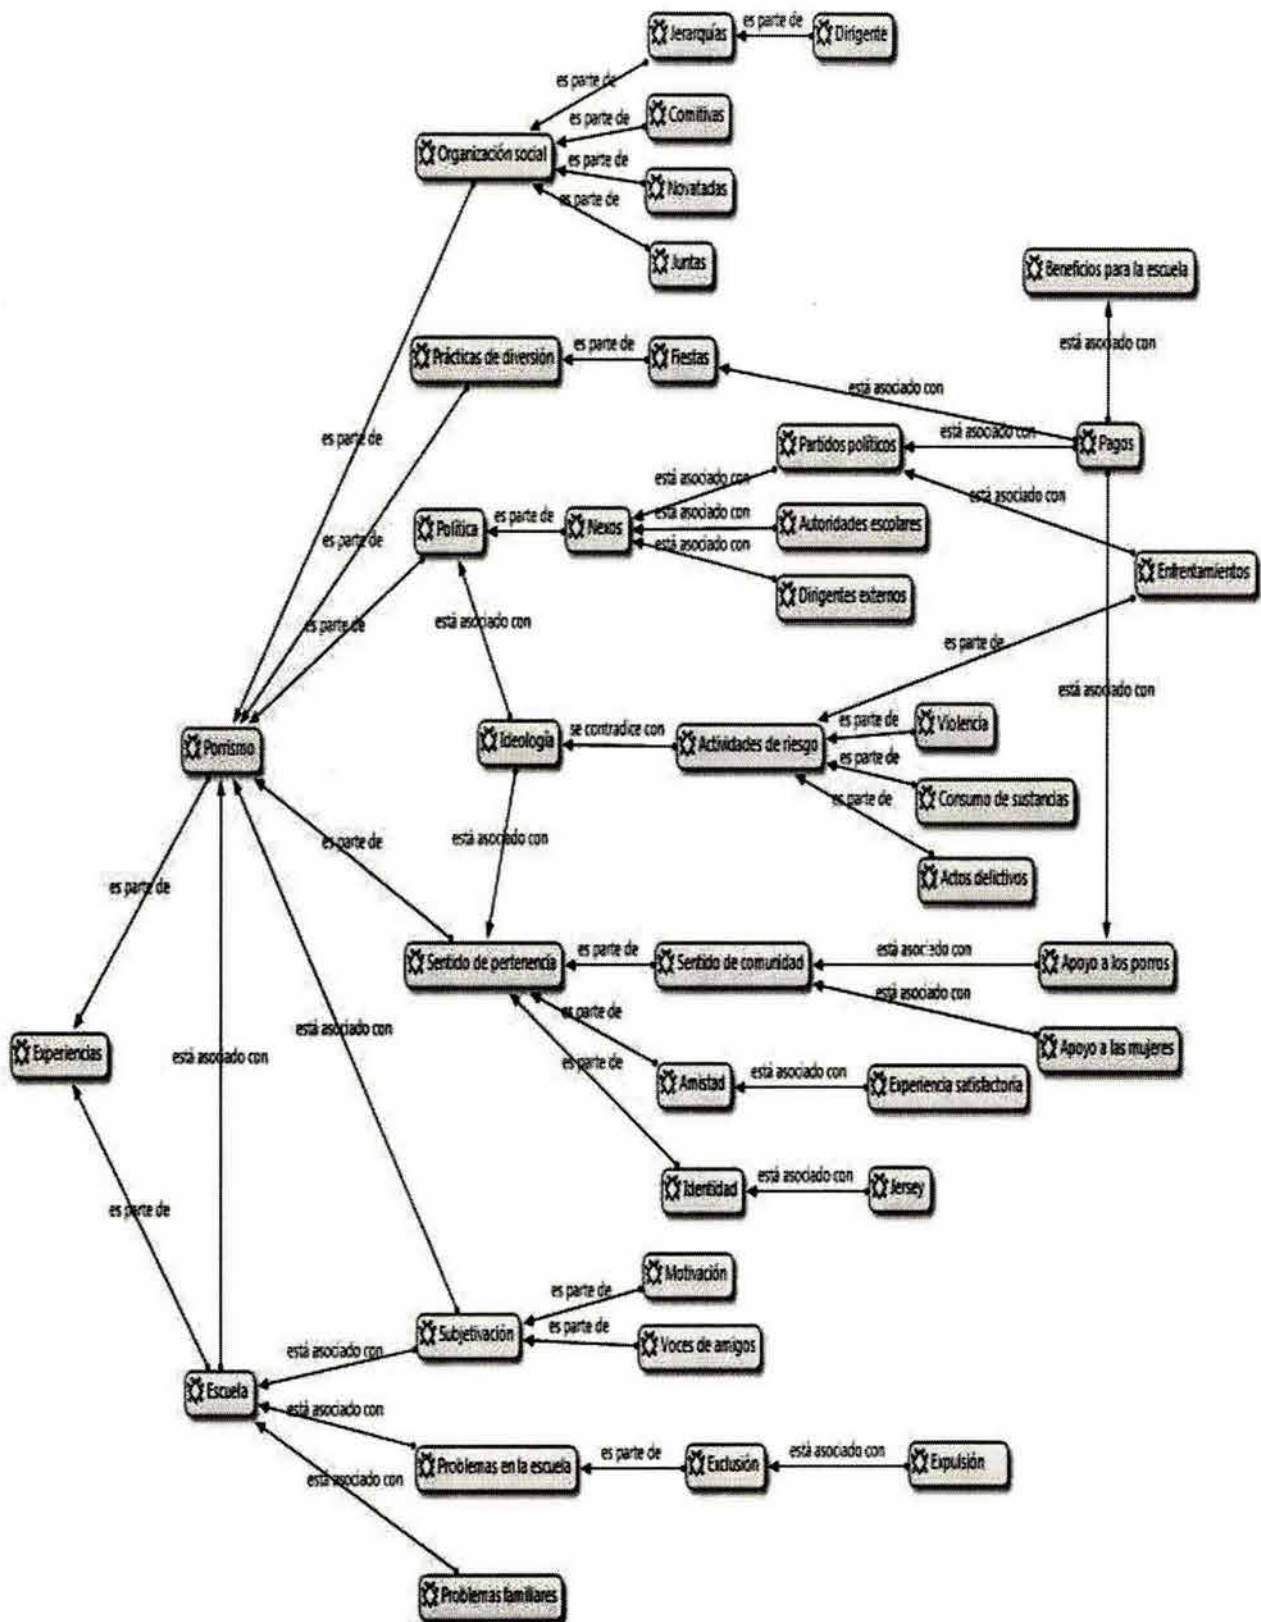 es parte de
Jerarquías
Dirigente
es parte de
Comitivas
es parte de
Organización social
es parte de
Novatadas
es parte de
Juntas
Beneficios para la escuela
está asociado con
Prácticas de diversión
es parte de
Fiestas
está asociado con
es parte de
Partidos políticos
está asociado con
Pagos
está asociado con
está asociado con
Política
es parte de
Nexos
está asociado con
Autoridades escolares
es parte de
está asociado con
Enfrentamientos
Dirigentes externos
es parte de
está asociado con
es parte de
está asociado con
Violencia
es parte de
Porrismo
Ideología
se contradice con
Actividades de riesgo
es parte de
Consumo de sustancias
es parte de
es parte de
está asociado con
Actos delictivos
es parte de
Sentido de pertenencia
es parte de
Sentido de comunidad
está asociado con
Apoyo a los porros
está asociado con
es parte de
está asociado con
Experiencias
está asociado con
es parte de
Apoyo a las mujeres
Amistad
está asociado con
Experiencia satisfactoria
Identidad
está asociado con
Jersey
es parte de
Motivación
es parte de
Subjetivación
es parte de
Voces de amigos
está asociado con
Escuela
está asociado con
Problemas en la escuela
es parte de
Exclusión
está asociado con
Expulsión
está asociado con
Problemas familiares